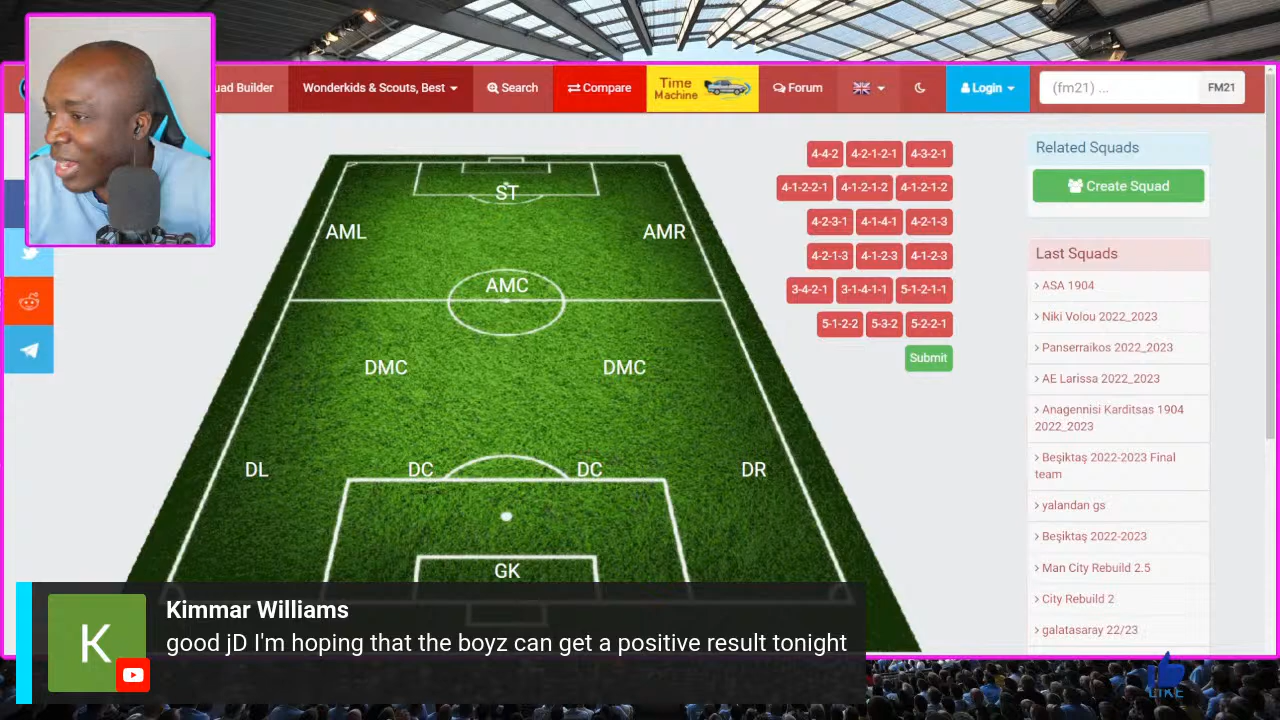 uad Builder
Wonderkids & Scouts, Best
Search
Compare
Time
Machine
Forum
Login
(fm21) ...
FM21
ST
AML
AMR
AMC
DMC
DMC
DL
DC
DC
DR
GK
4-4-2
4-2-1-2-1
4-3-2-1
4-1-2-2-1
4-1-2-1-2
4-1-2-1-2
4-2-3-1
4-1-4-1
4-2-1-3
4-2-1-3
4-1-2-3
4-1-2-3
3-4-2-1
3-1-4-1-1
5-1-2-1-1
5-1-2-2
5-3-2
5-2-2-1
Submit
Related Squads
Create Squad
Last Squads
ASA 1904
Niki Volou 2022_2023
Panserraikos 2022_2023
AE Larissa 2022_2023
Anagennisi Karditsas 1904
2022_2023
Beşiktaş 2022-2023 Final
team
yalandan gs
Beşiktaş 2022-2023
Man City Rebuild 2.5
City Rebuild 2
galatasaray 22/23
K
Kimmar Williams
good jD I'm hoping that the boyz can get a positive result tonight
LIKE